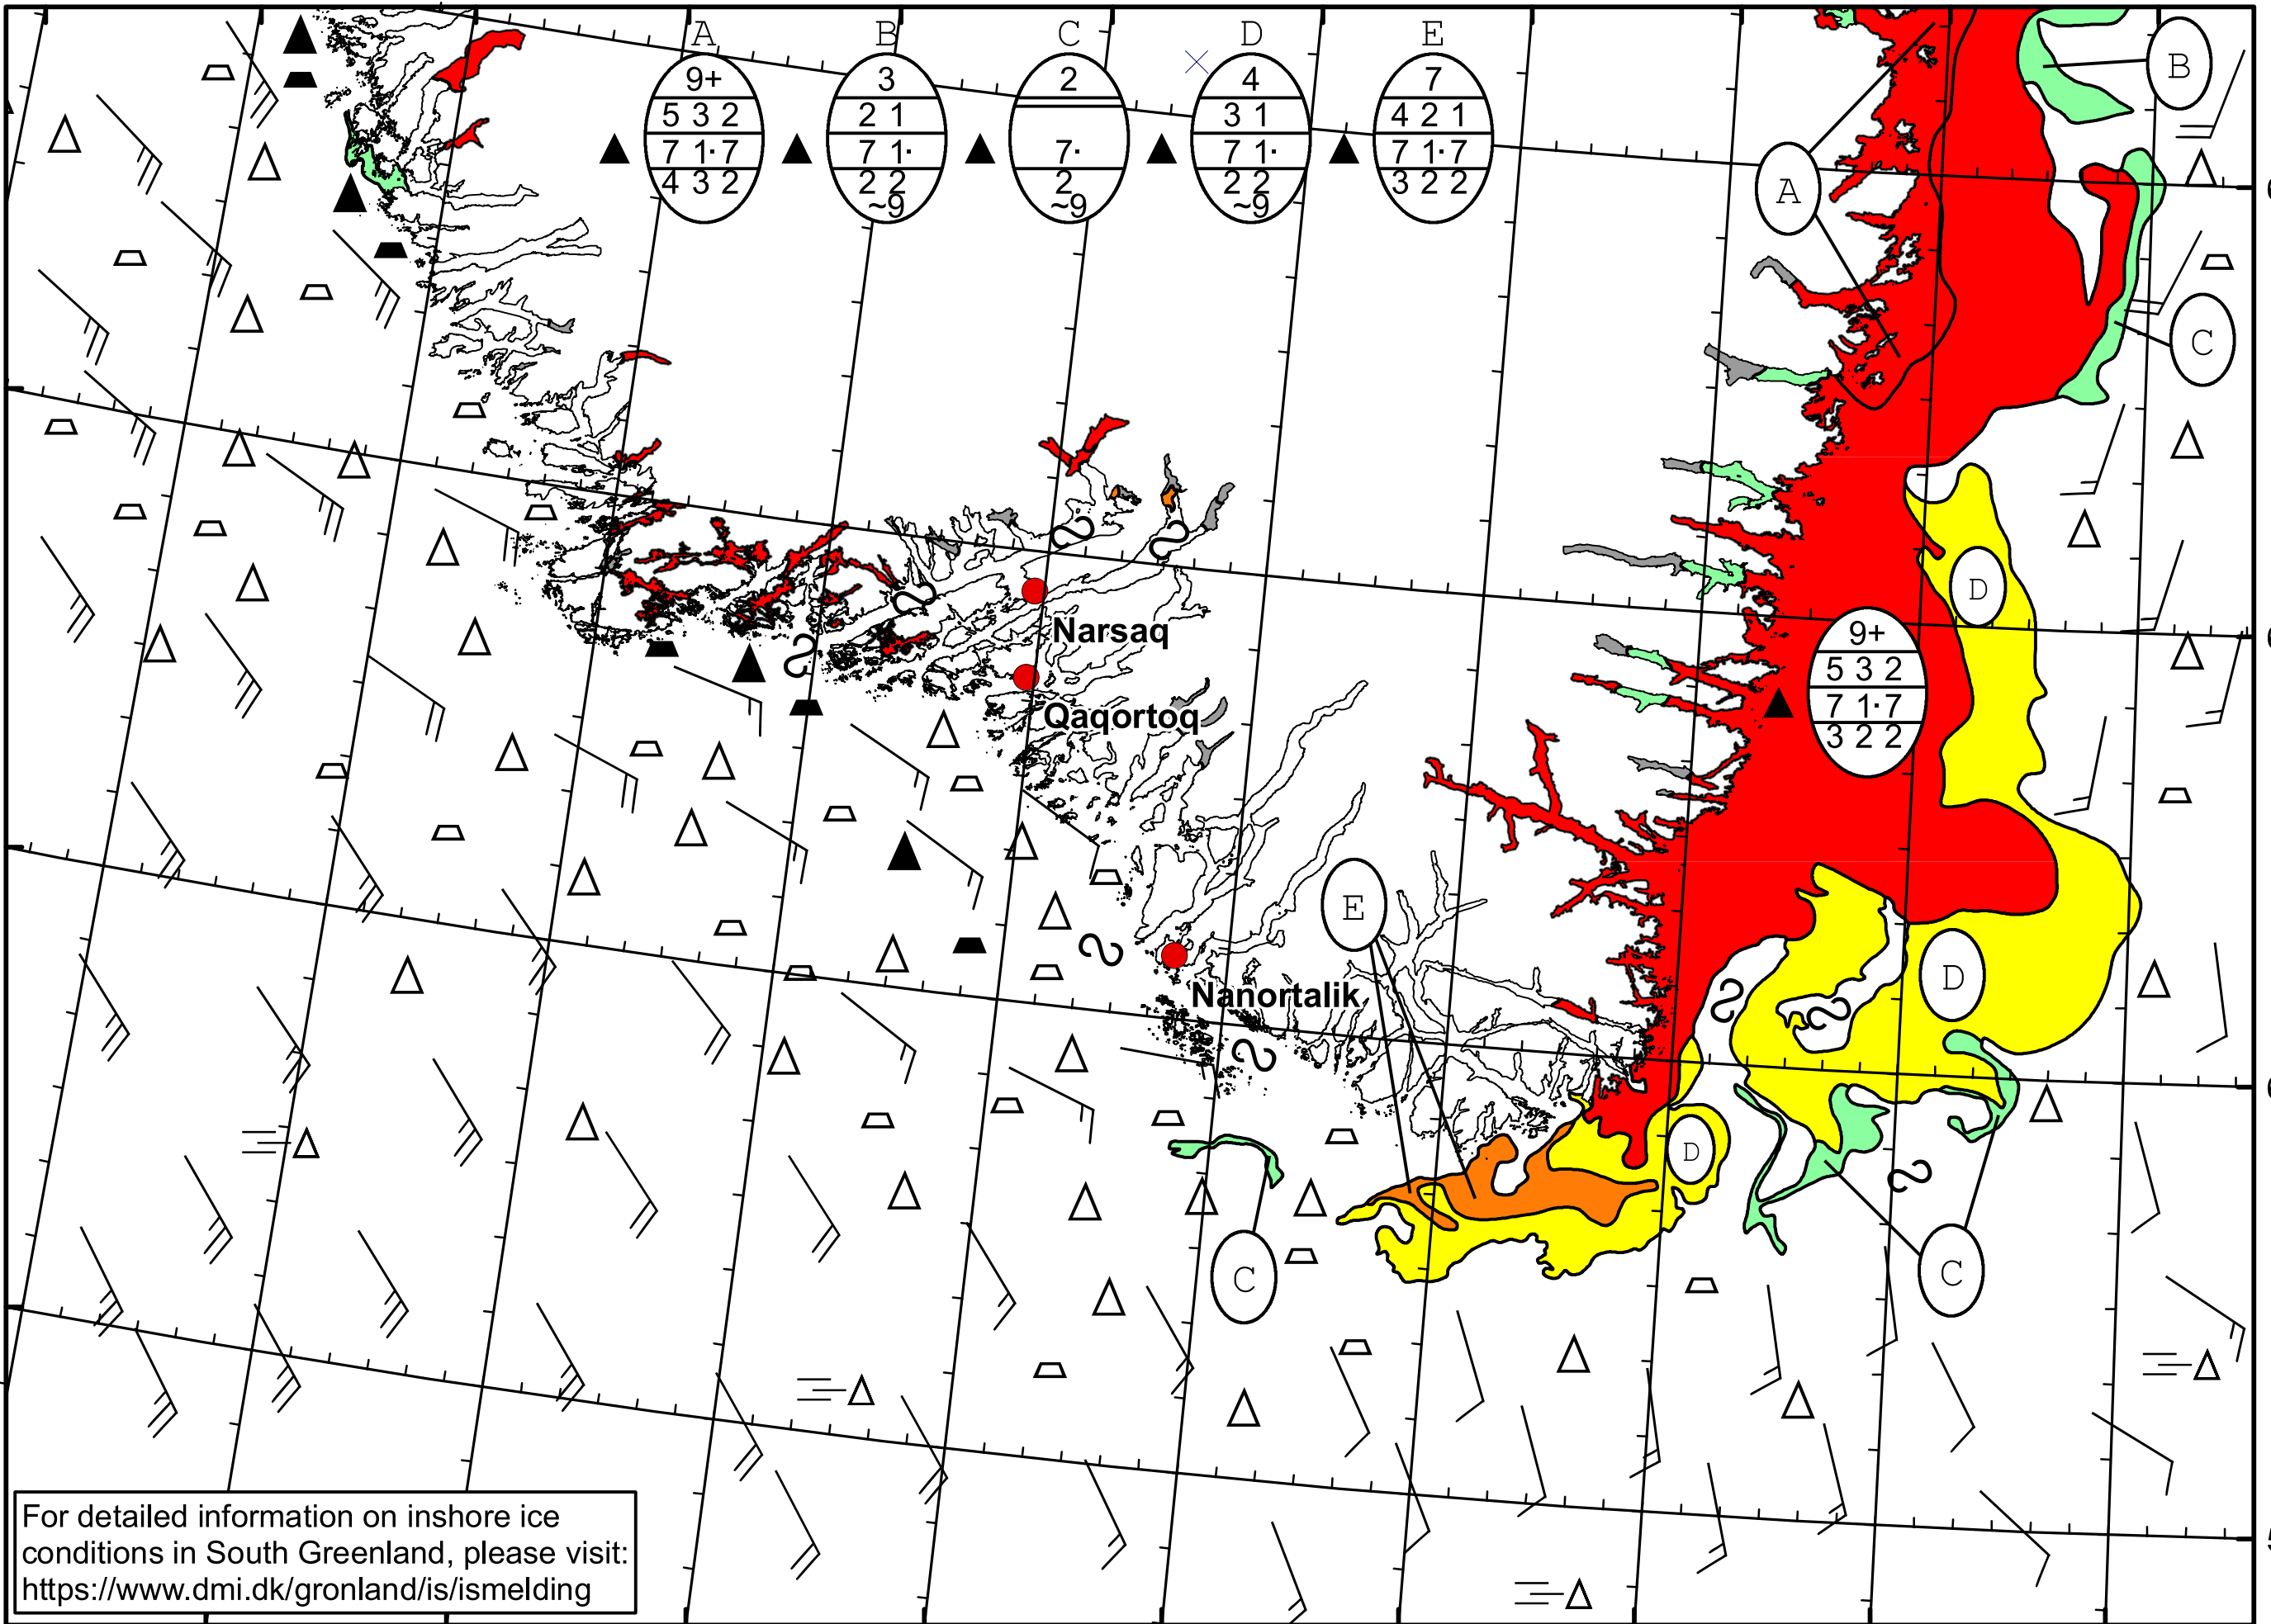 A B C D E
9+ 3 2 4 7
5 3 2 2 1 3 1 4 2 1
7 1·7 7 1· 7· 7 1· 7 1·7
4 3 2 2 2 2 2 2 3 2 2
~9 ~9 ~9
B
A
C
D
9+
5 3 2
7 1·7
3 2 2
Narsaq
Qaqortoq
E
D
Nanortalik
D
C
C
For detailed information on inshore ice
conditions in South Greenland, please visit:
https://www.dmi.dk/gronland/is/ismelding